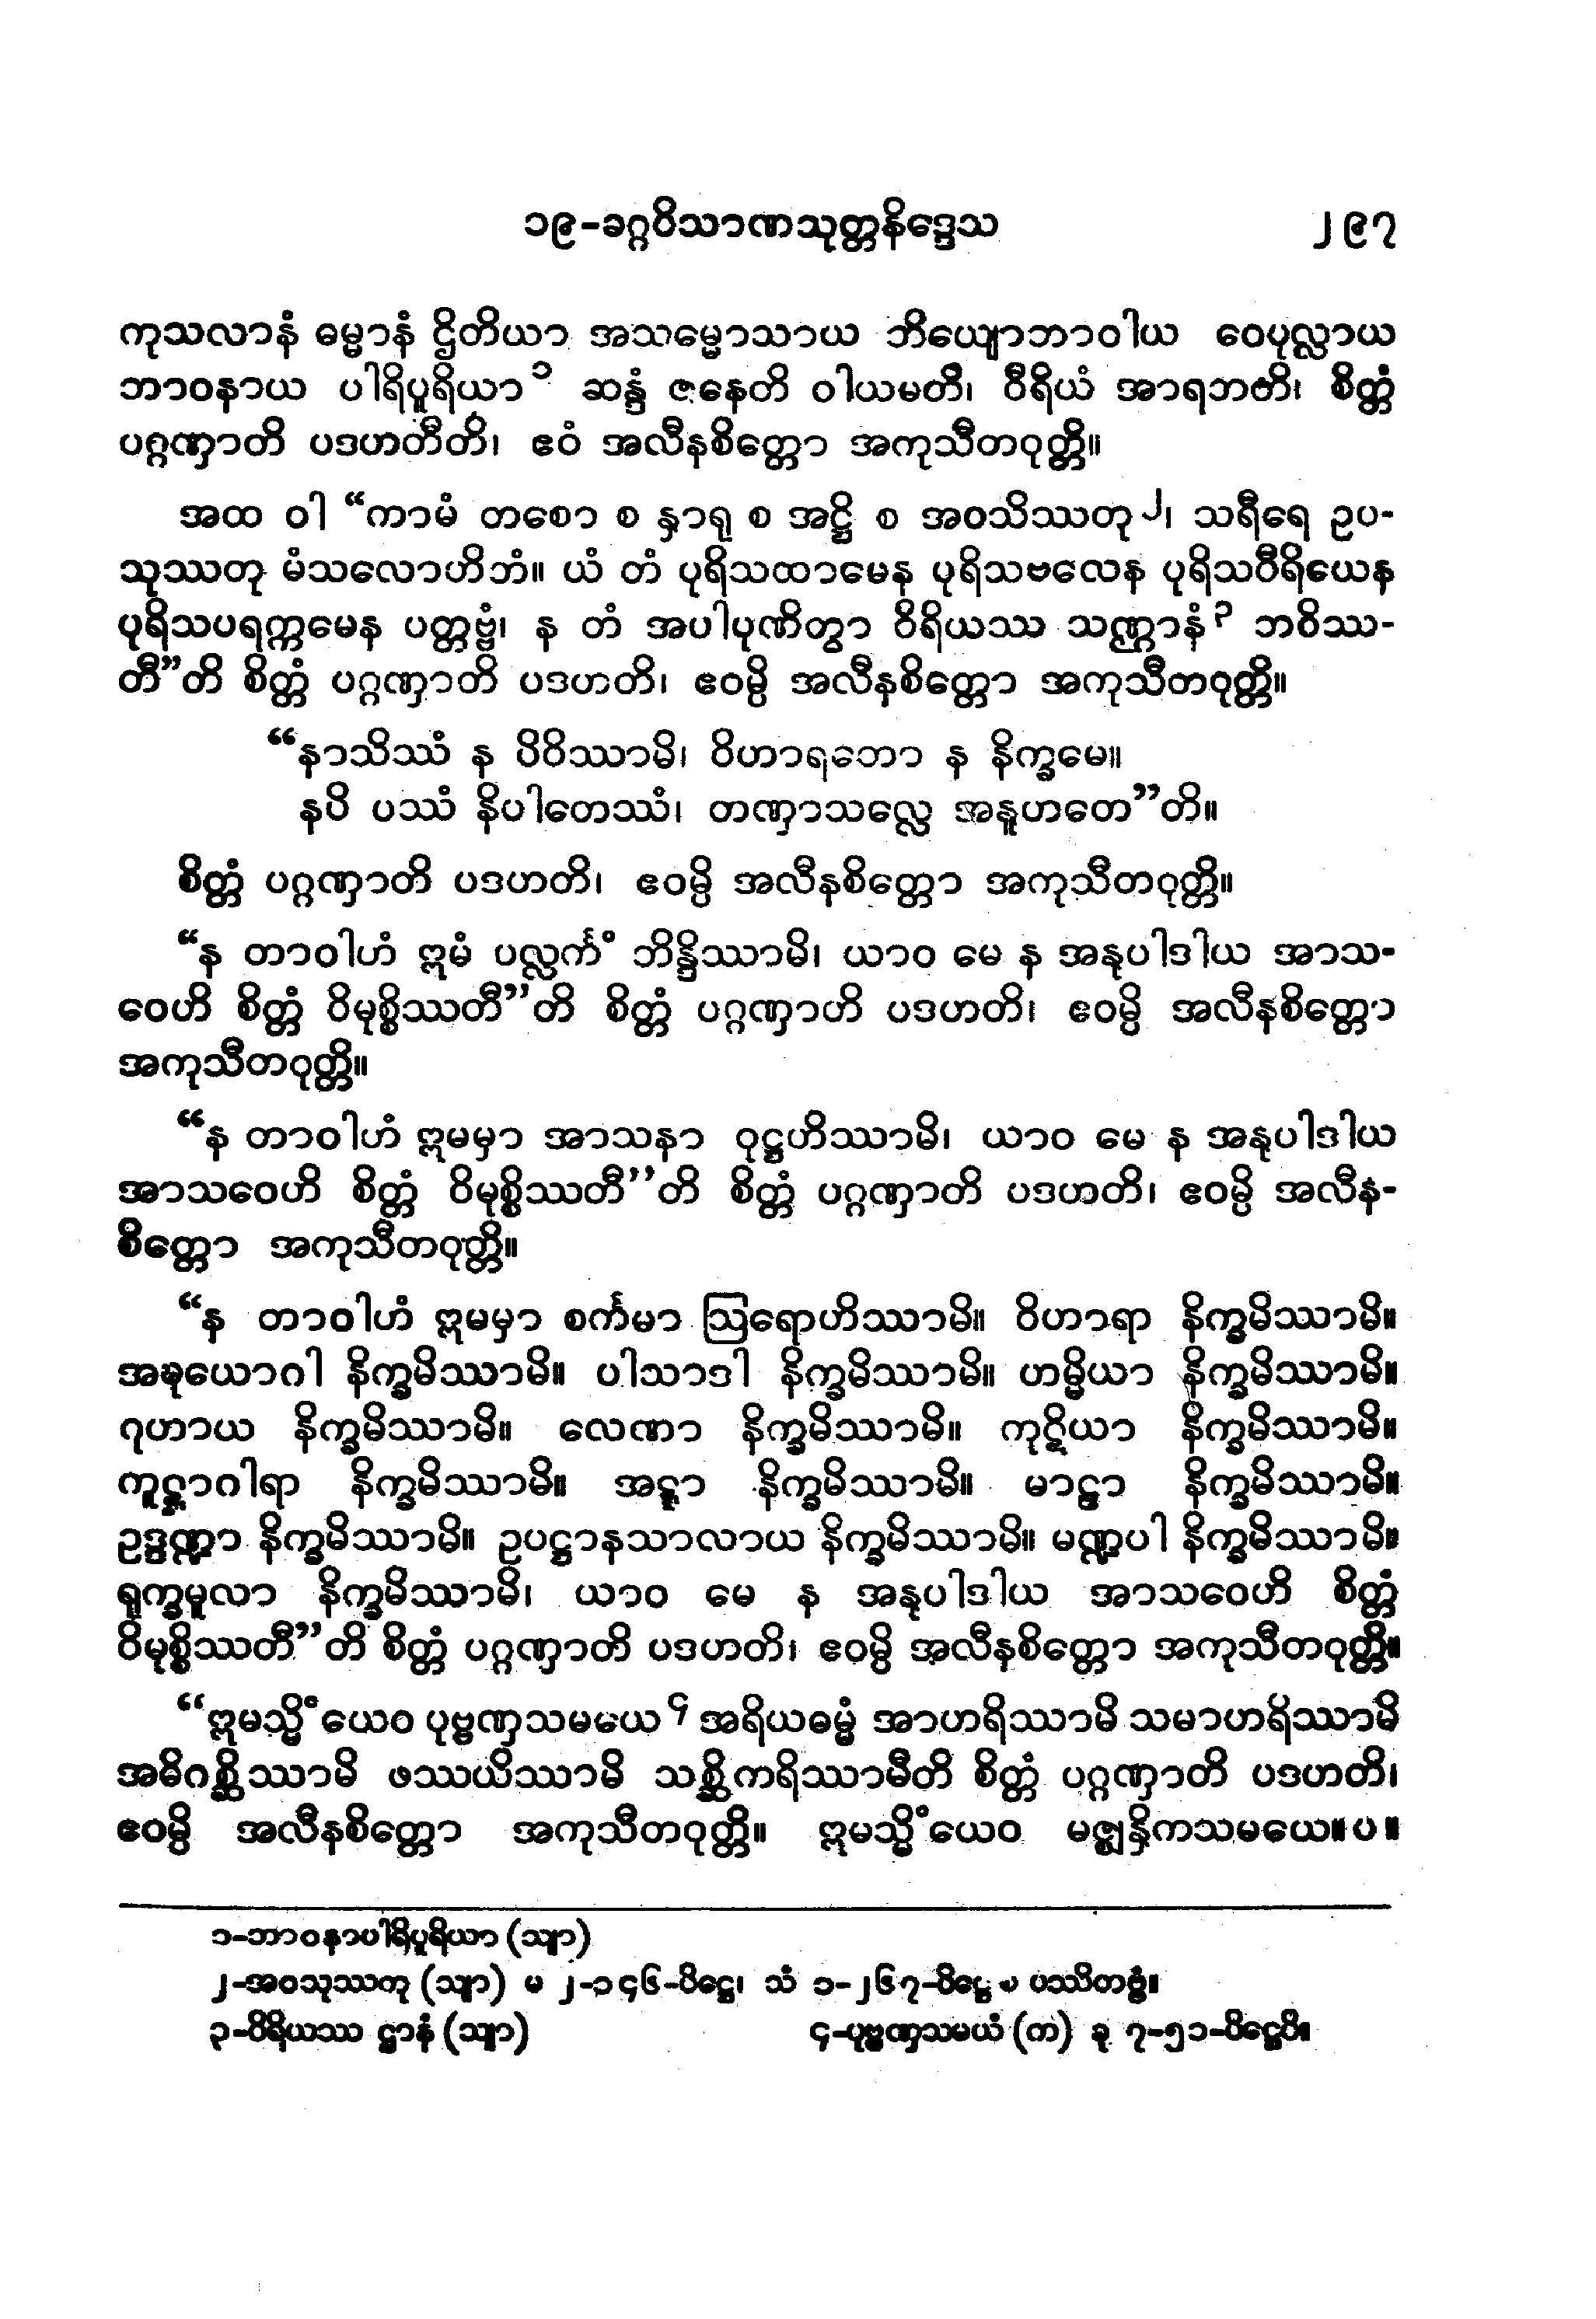 ၁၉-ခဂ္ဂဝိသာဏသုတ္တနိဒ္ဒေသ ၂၉၇
ကုသလာနံ ဓမ္မာနံ ဌိတိယာ အသမ္မောသာယ ဘိယျောဘာဝါယ ဝေပုလ္လာယ
ဘာဝနာယ ပါရိပူရိယာ ၁ ဆန္ဒံ ဇနေတိ ဝါယမတိ၊ ဝီရိယံ အာရဘတိ၊ စိတ္တံ
ပဂ္ဂဏှာတိ ပဒဟတီတိ၊ ဧဝံ အလီနစိတ္တော အကုသီတဝုတ္တိ။
အထ ဝါ “ကာမံ တစော စ နှာရု စ အဋ္ဌိ စ အဝသိဿတု ၂၊ သရီရေ ဥပ-
သုဿတု မံသလောဟိတံ။ ယံ တံ ပုရိသထာမေန ပုရိသဗလေန ပုရိသဝီရိယေန
ပုရိသပရက္ကမေန ပတ္တဗ္ဗံ၊ န တံ အပါပုဏိတွာ ဝီရိယဿ သဏ္ဌာနံ ၃ ဘဝိဿ-
တီ”တိ စိတ္တံ ပဂ္ဂဏှာတိ ပဒဟတိ၊ ဧဝမ္ပိ အလီနစိတ္တော အကုသီတဝုတ္တိ။
“နာသိဿံ န ပိဝိဿာမိ၊ ဝိဟာရတော န နိက္ခမေ။
နပိ ပဿံ နိပါတေဿံ၊ တဏှာသလ္လေ အနူဟတေ”တိ။
စိတ္တံ ပဂ္ဂဏှာတိ ပဒဟတိ၊ ဧဝမ္ပိ အလီနစိတ္တော အကုသီတဝုတ္တိ။
“န တာဝါဟံ ဣမံ ပလ္လင်္ကံ ဘိန္ဒိဿာမိ၊ ယာဝ မေ န အနုပါဒါယ အာသ-
ဝေဟိ စိတ္တံ ဝိမုစ္စိဿတီ”တိ စိတ္တံ ပဂ္ဂဏှာတိ ပဒဟတိ၊ ဧဝမ္ပိ အလီနစိတ္တော
အကုသီတဝုတ္တိ။
“န တာဝါဟံ ဣမမှာ အာသနာ ဝုဋ္ဌဟိဿာမိ၊ ယာဝ မေ န အနုပါဒါယ
အာသဝေဟိ စိတ္တံ ဝိမုစ္စိဿတီ”တိ စိတ္တံ ပဂ္ဂဏှာတိ ပဒဟတိ၊ ဧဝမ္ပိ အလီန-
စိတ္တော အကုသီတဝုတ္တိ။
“န တာဝါဟံ ဣမမှာ စင်္ကမာ ဩရောဟိဿာမိ။ ဝိဟာရာ နိက္ခမိဿာမိ။
အဍ္ဎယောဂါ နိက္ခမိဿာမိ။ ပါသာဒါ နိက္ခမိဿာမိ။ ဟမ္မိယာ နိက္ခမိဿာမိ။
ဂုဟာယ နိက္ခမိဿာမိ။ လေဏာ နိက္ခမိဿာမိ။ ကုဋိယာ နိက္ခမိဿာမိ။
ကူဋာဂါရာ နိက္ခမိဿာမိ။ အဋ္ဋာ နိက္ခမိဿာမိ။ မာဠာ နိက္ခမိဿာမိ။
ဥဒ္ဒဏ္ဍာ နိက္ခမိဿာမိ။ ဥပဋ္ဌာနသာလာယ နိက္ခမိဿာမိ။ မဏ္ဍပါ နိက္ခမိဿာမိ။
ရုက္ခမူလာ နိက္ခမိဿာမိ၊ ယာဝ မေ န အနုပါဒါယ အာသဝေဟိ စိတ္တံ
ဝိမုစ္စိဿတီ”တိ စိတ္တံ ပဂ္ဂဏှာတိ ပဒဟတိ၊ ဧဝမ္ပိ အလီနစိတ္တော အကုသီတဝုတ္တိ။
“ဣမသ္မိံယေဝ ပုဗ္ဗဏှသမယေ ၄ အရိယဓမ္မံ အာဟရိဿာမိ သမာဟရိဿာမိ
အဓိဂစ္ဆိဿာမိ ဖဿယိဿာမိ သစ္ဆိကရိဿာမီတိ စိတ္တံ ပဂ္ဂဏှာတိ ပဒဟတိ၊
ဧဝမ္ပိ အလီနစိတ္တော အကုသီတဝုတ္တိ။ ဣမသ္မိံယေဝ မဇ္ဈနှိကသမယေ။ပ။
၁-ဘာဝနာပါရိပူရိယာ (သျာ)
၂-အဝသုဿတု (သျာ) မ ၂-၁၄၆-ပိဋ္ဌေ၊ သံ ၁-၂၆၇-ပိဋ္ဌေ စ ပဿိတဗ္ဗံ။
၃-ဝိရိယဿ ဌာနံ (သျာ) ၄-ပုဗ္ဗဏှသမယံ (က) ခု ၇-၅၁-ပိဋ္ဌေပိ။